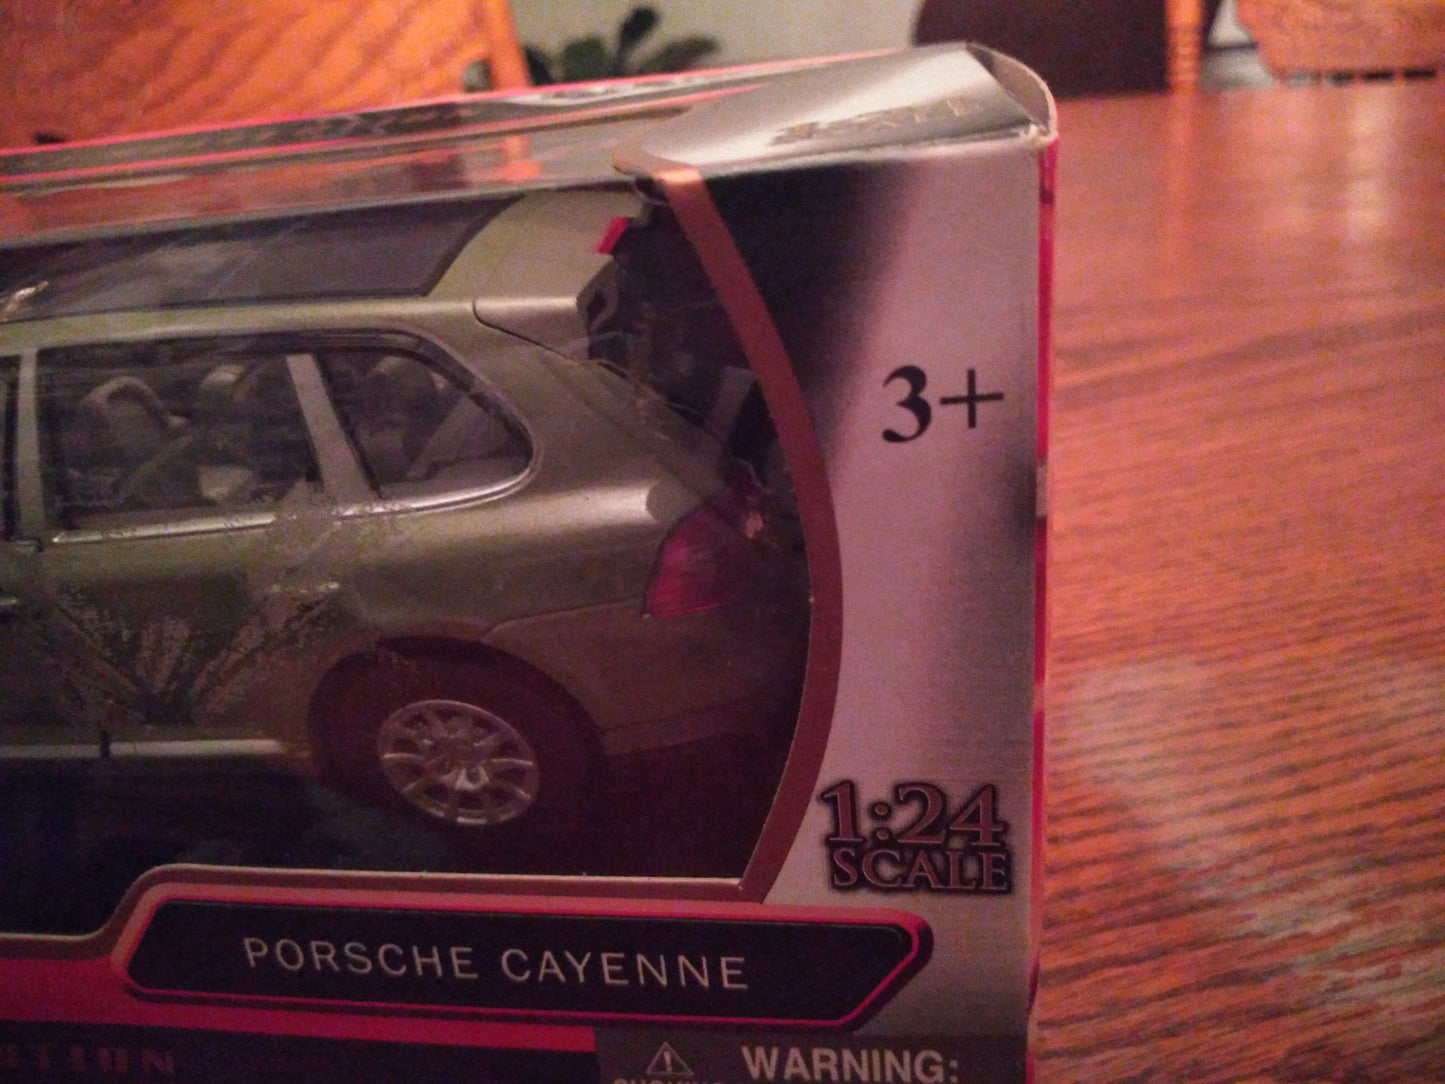 3+
1:24
SCALE
PORSCHE CAYENNE
WARNING: